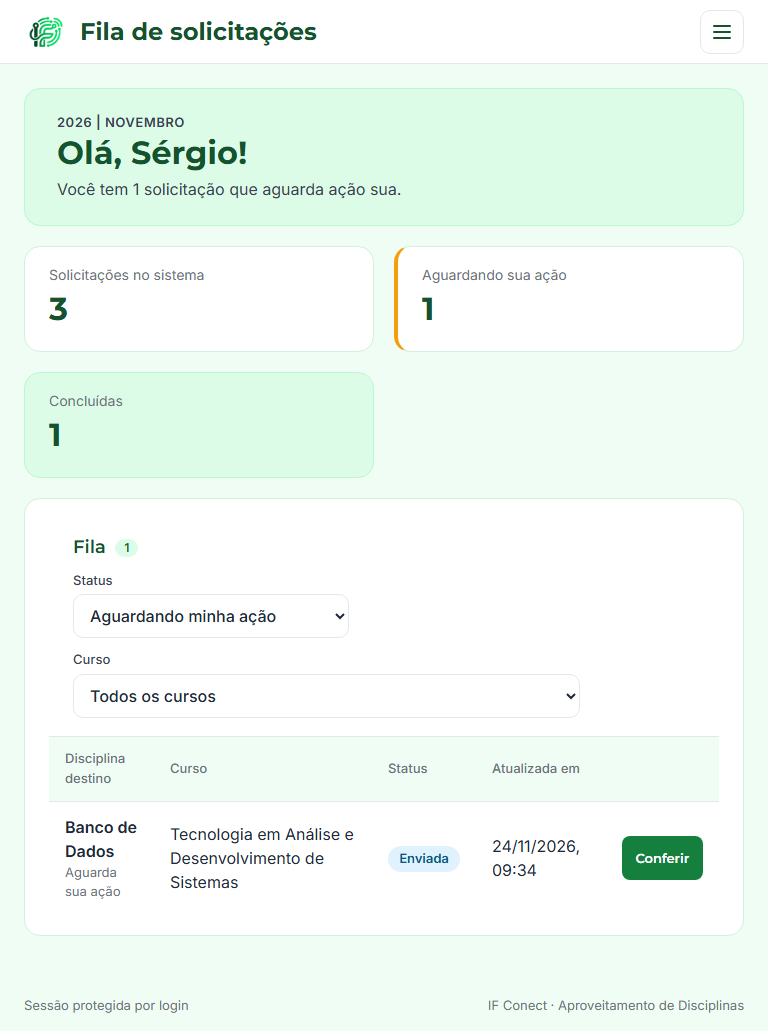 Fila de solicitações
2026 | NOVEMBRO
Olá, Sérgio!
Você tem 1 solicitação que aguarda ação sua.
Solicitações no sistema
3
Aguardando sua ação
1
Concluídas
1
Fila 1
Status
Aguardando minha ação
Curso
Todos os cursos
Disciplina
destino
Curso
Status
Atualizada em
Banco de
Dados
Aguarda
sua ação
Tecnologia em Análise e
Desenvolvimento de
Sistemas
Enviada
24/11/2026,
09:34
Conferir
Sessão protegida por login
IF Conect · Aproveitamento de Disciplinas